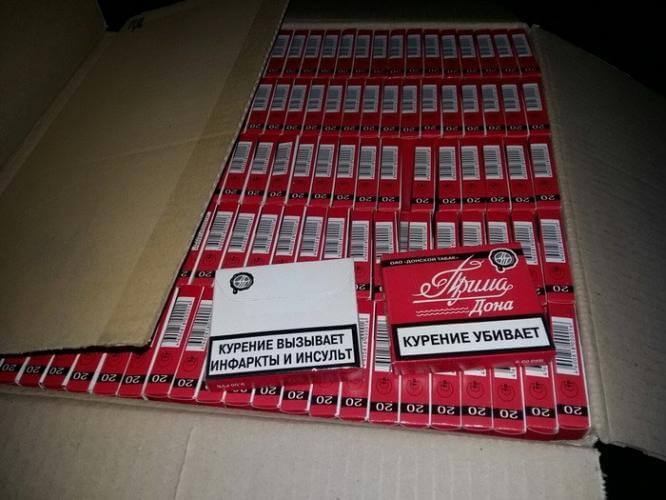 КУРЕНИЕ ВЫЗЫВАЕТ
ИНФАРКТЫ И ИНСУЛЬТ
ОАО «ДОНСКОЙ ТАБАК»
Прима
Дона
КУРЕНИЕ УБИВАЕТ
20